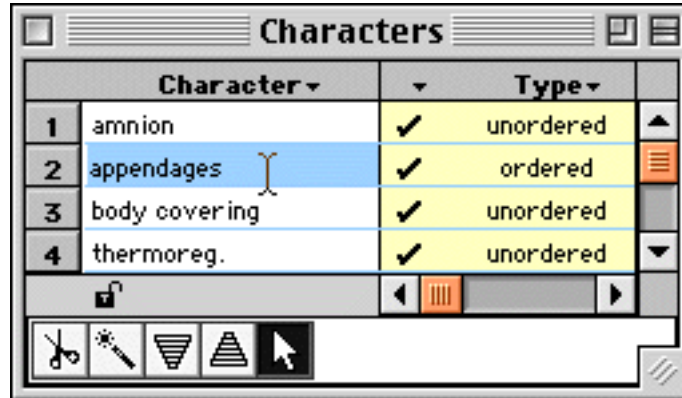 Characters
Character Type
1 amnion ✓ unordered
2 appendages ✓ ordered
3 body covering ✓ unordered
4 thermoreg. ✓ unordered